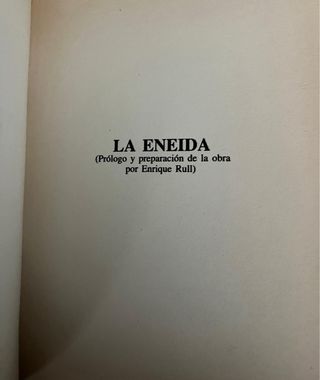 LA ENEIDA
(Prólogo y preparación de la obra
por Enrique Rull)